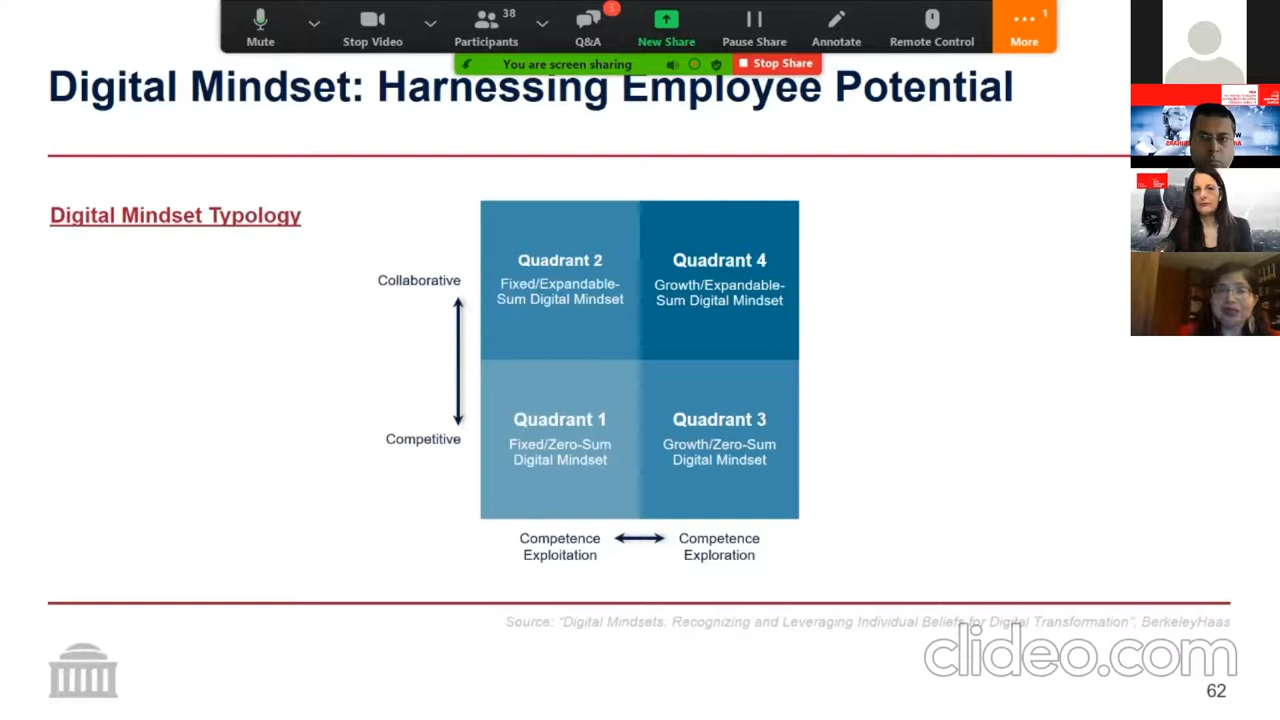 38
3
1
Mute
Stop Video
Participants
Q&A
New Share
Pause Share
Annotate
Remote Control
More
You are screen sharing
Stop Share
Digital Mindset: Harnessing Employee Potential
Digital Mindset Typology
Collaborative
Competitive
Quadrant 2
Fixed/Expandable-
Sum Digital Mindset
Quadrant 4
Growth/Expandable-
Sum Digital Mindset
Quadrant 1
Fixed/Zero-Sum
Digital Mindset
Quadrant 3
Growth/Zero-Sum
Digital Mindset
Competence
Exploitation
Competence
Exploration
Source: "Digital Mindsets: Recognizing and Leveraging Individual Beliefs for Digital Transformation", BerkeleyHaas
clideo.com
62